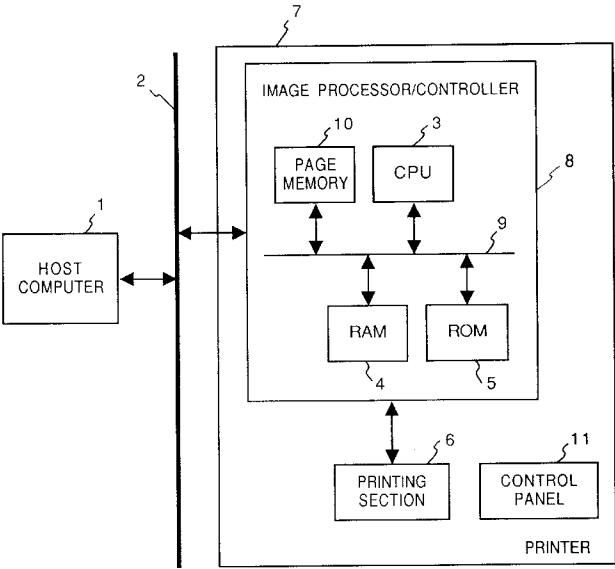 7
2
IMAGE PROCESSOR/CONTROLLER
10
3
PAGE
MEMORY
CPU
8
1
9
HOST
COMPUTER
RAM
ROM
4
5
6
11
PRINTING
SECTION
CONTROL
PANEL
PRINTER